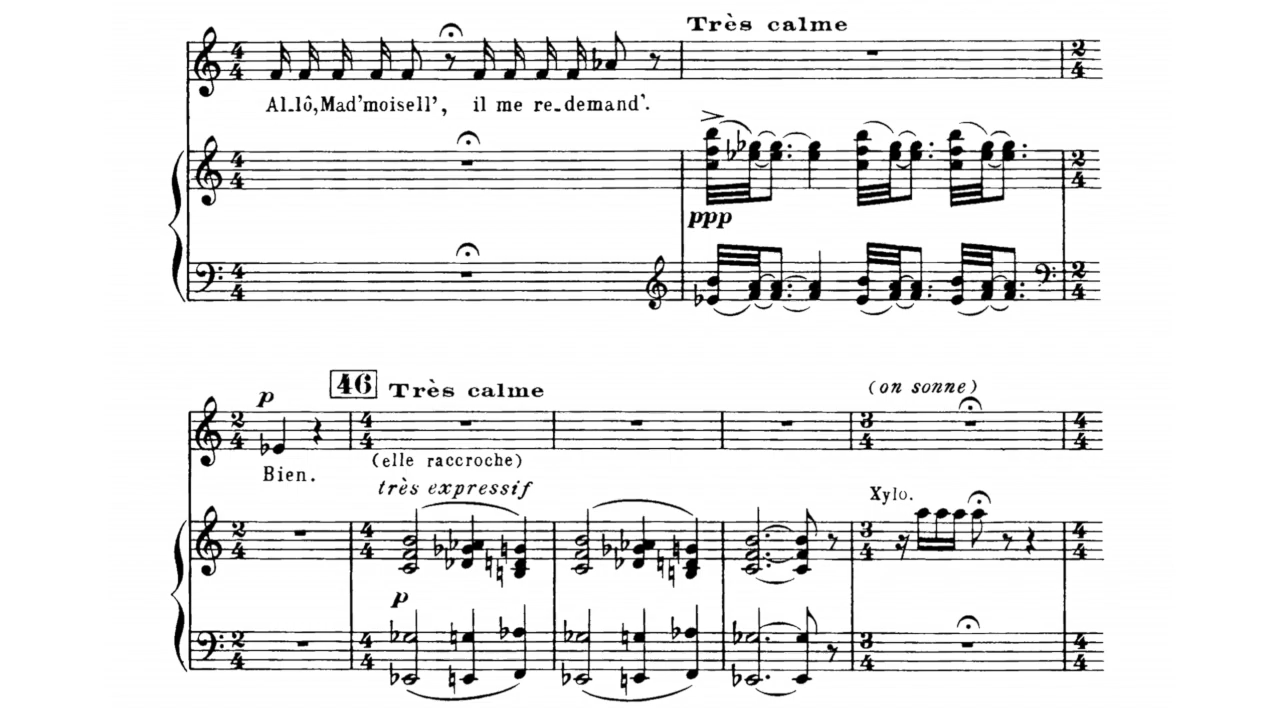 Très calme
Al_lô, Mad'moisell', il me re_demand'.
ppp
p
46 Très calme
(on sonne)
Bien.
(elle raccroche)
très expressif
Xylo.
p